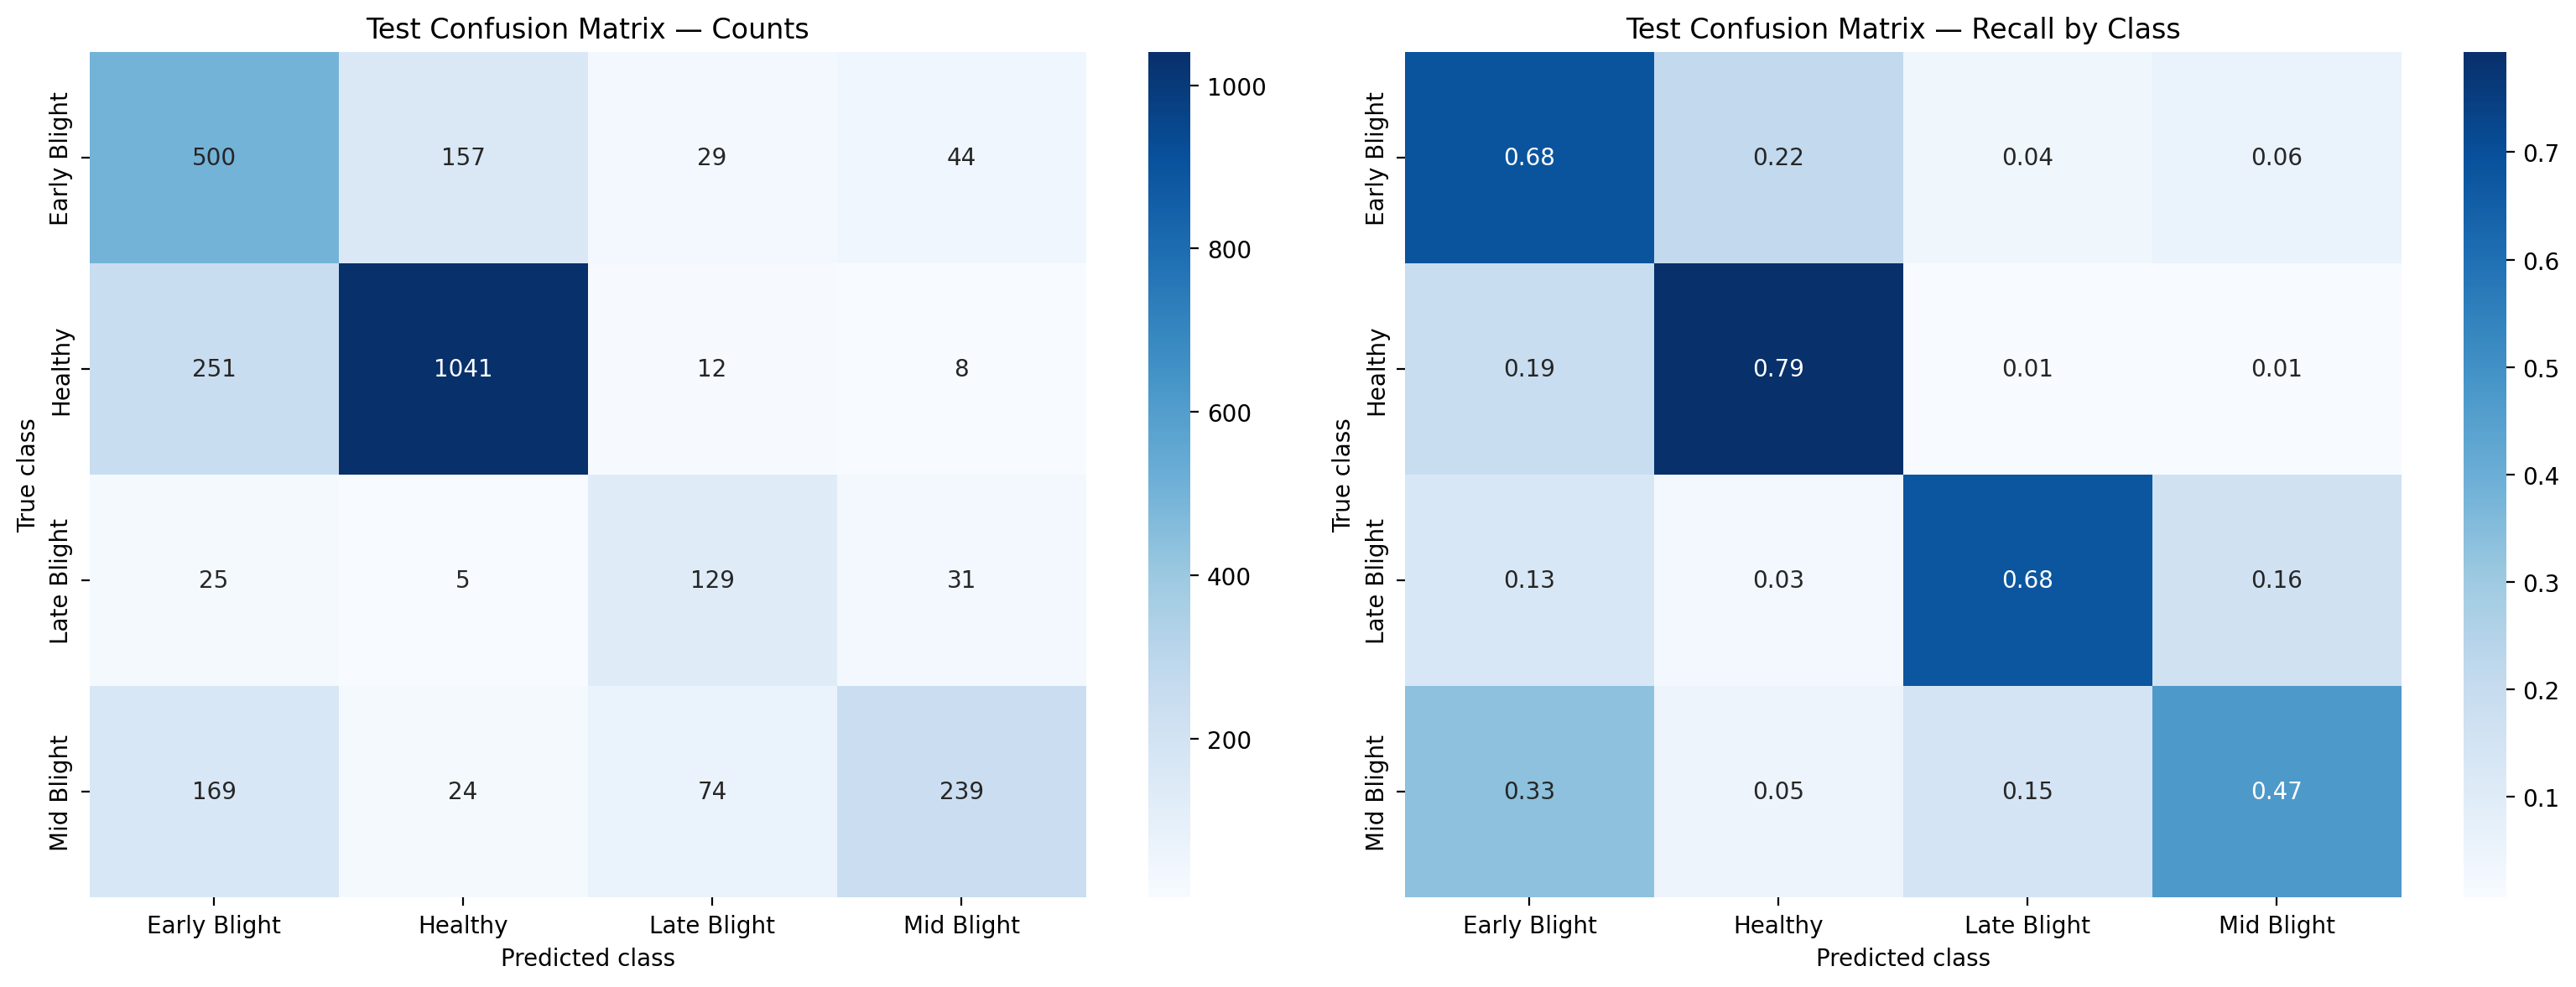 Test Confusion Matrix — Counts
Early Blight
500 157 29 44
Healthy
251 1041 12 8
Late Blight
25 5 129 31
Mid Blight
169 24 74 239
True class
Early Blight Healthy Late Blight Mid Blight
Predicted class
1000
800
600
400
200
Test Confusion Matrix — Recall by Class
Early Blight
0.68 0.22 0.04 0.06
Healthy
0.19 0.79 0.01 0.01
Late Blight
0.13 0.03 0.68 0.16
Mid Blight
0.33 0.05 0.15 0.47
True class
Early Blight Healthy Late Blight Mid Blight
Predicted class
0.7
0.6
0.5
0.4
0.3
0.2
0.1